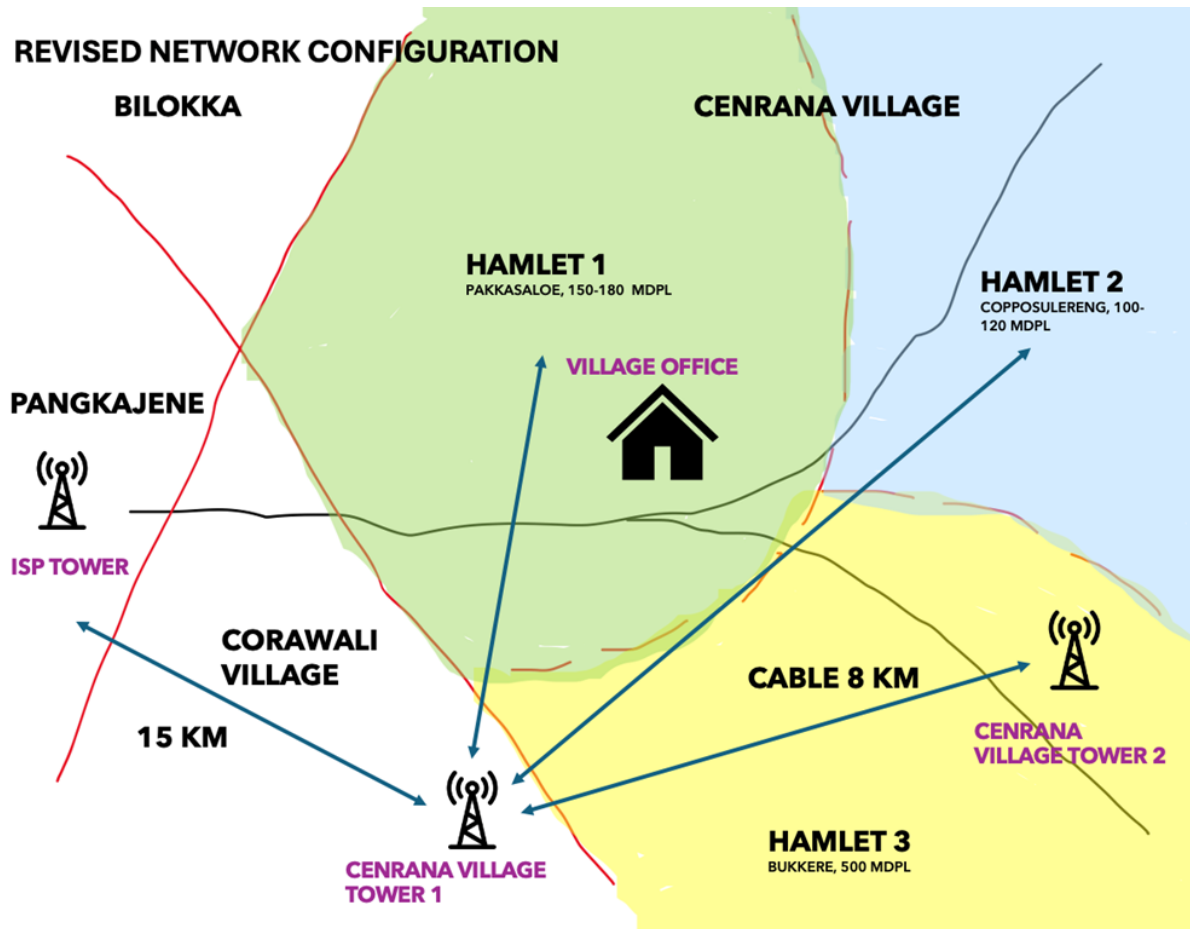 REVISED NETWORK CONFIGURATION
BILOKKA
CENRANA VILLAGE
HAMLET 1
PAKKASALOE, 150-180 MDPL
HAMLET 2
COPPOSULERENG, 100-
120 MDPL
VILLAGE OFFICE
PANGKAJENE
ISP TOWER
CORAWALI
VILLAGE
CABLE 8 KM
15 KM
CENRANA
VILLAGE TOWER 2
HAMLET 3
BUKKERE, 500 MDPL
CENRANA VILLAGE
TOWER 1